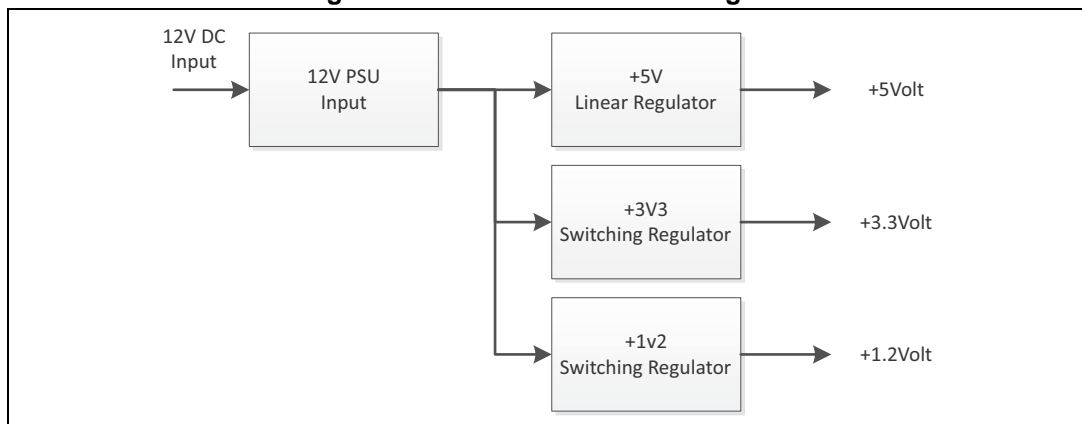 12V DC
Input
12V PSU
Input
+5V
Linear Regulator
+5Volt
+3V3
Switching Regulator
+3.3Volt
+1v2
Switching Regulator
+1.2Volt